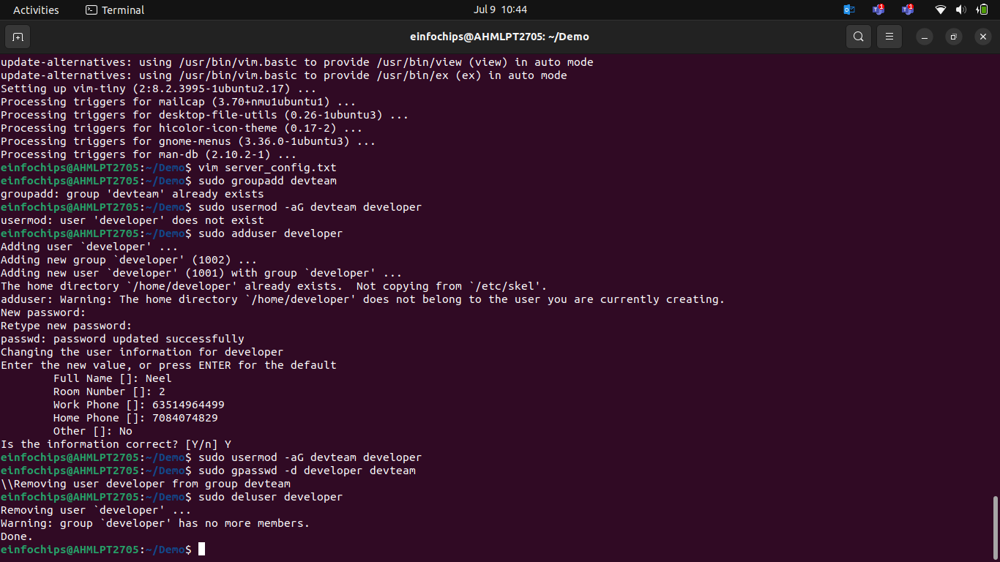 Activities
Terminal
Jul 9 10:44
1
1
einfochips@AHMLPT2705: ~/Demo
update-alternatives: using /usr/bin/vim.basic to provide /usr/bin/view (view) in auto mode
update-alternatives: using /usr/bin/vim.basic to provide /usr/bin/ex (ex) in auto mode
Setting up vim-tiny (2:8.2.3995-1ubuntu2.17) ...
Processing triggers for mailcap (3.70+nmu1ubuntu1) ...
Processing triggers for desktop-file-utils (0.26-1ubuntu3) ...
Processing triggers for hicolor-icon-theme (0.17-2) ...
Processing triggers for gnome-menus (3.36.0-1ubuntu3) ...
Processing triggers for man-db (2.10.2-1) ...
einfochips@AHMLPT2705:~/Demo$ vim server_config.txt
einfochips@AHMLPT2705:~/Demo$ sudo groupadd devteam
groupadd: group 'devteam' already exists
einfochips@AHMLPT2705:~/Demo$ sudo usermod -aG devteam developer
usermod: user 'developer' does not exist
einfochips@AHMLPT2705:~/Demo$ sudo adduser developer
Adding user `developer' ...
Adding new group `developer' (1002) ...
Adding new user `developer' (1001) with group `developer' ...
The home directory `/home/developer' already exists.  Not copying from `/etc/skel'.
adduser: Warning: The home directory `/home/developer' does not belong to the user you are currently creating.
New password:
Retype new password:
passwd: password updated successfully
Changing the user information for developer
Enter the new value, or press ENTER for the default
        Full Name []: Neel
        Room Number []: 2
        Work Phone []: 63514964499
        Home Phone []: 7084074829
        Other []: No
Is the information correct? [Y/n] Y
einfochips@AHMLPT2705:~/Demo$ sudo usermod -aG devteam developer
einfochips@AHMLPT2705:~/Demo$ sudo gpasswd -d developer devteam
\\Removing user developer from group devteam
einfochips@AHMLPT2705:~/Demo$ sudo deluser developer
Removing user `developer' ...
Warning: group `developer' has no more members.
Done.
einfochips@AHMLPT2705:~/Demo$